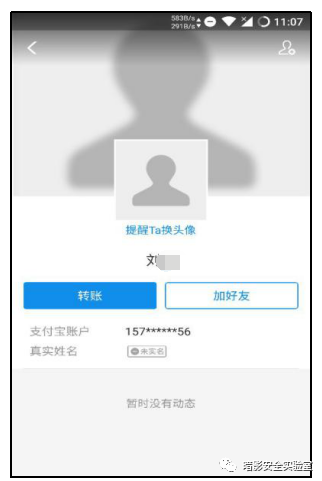 583B/s
291B/s
11:07
提醒Ta换头像
刘
转账
加好友
支付宝账户 157******56
真实姓名 未实名
暂时没有动态
暗影安全实验室